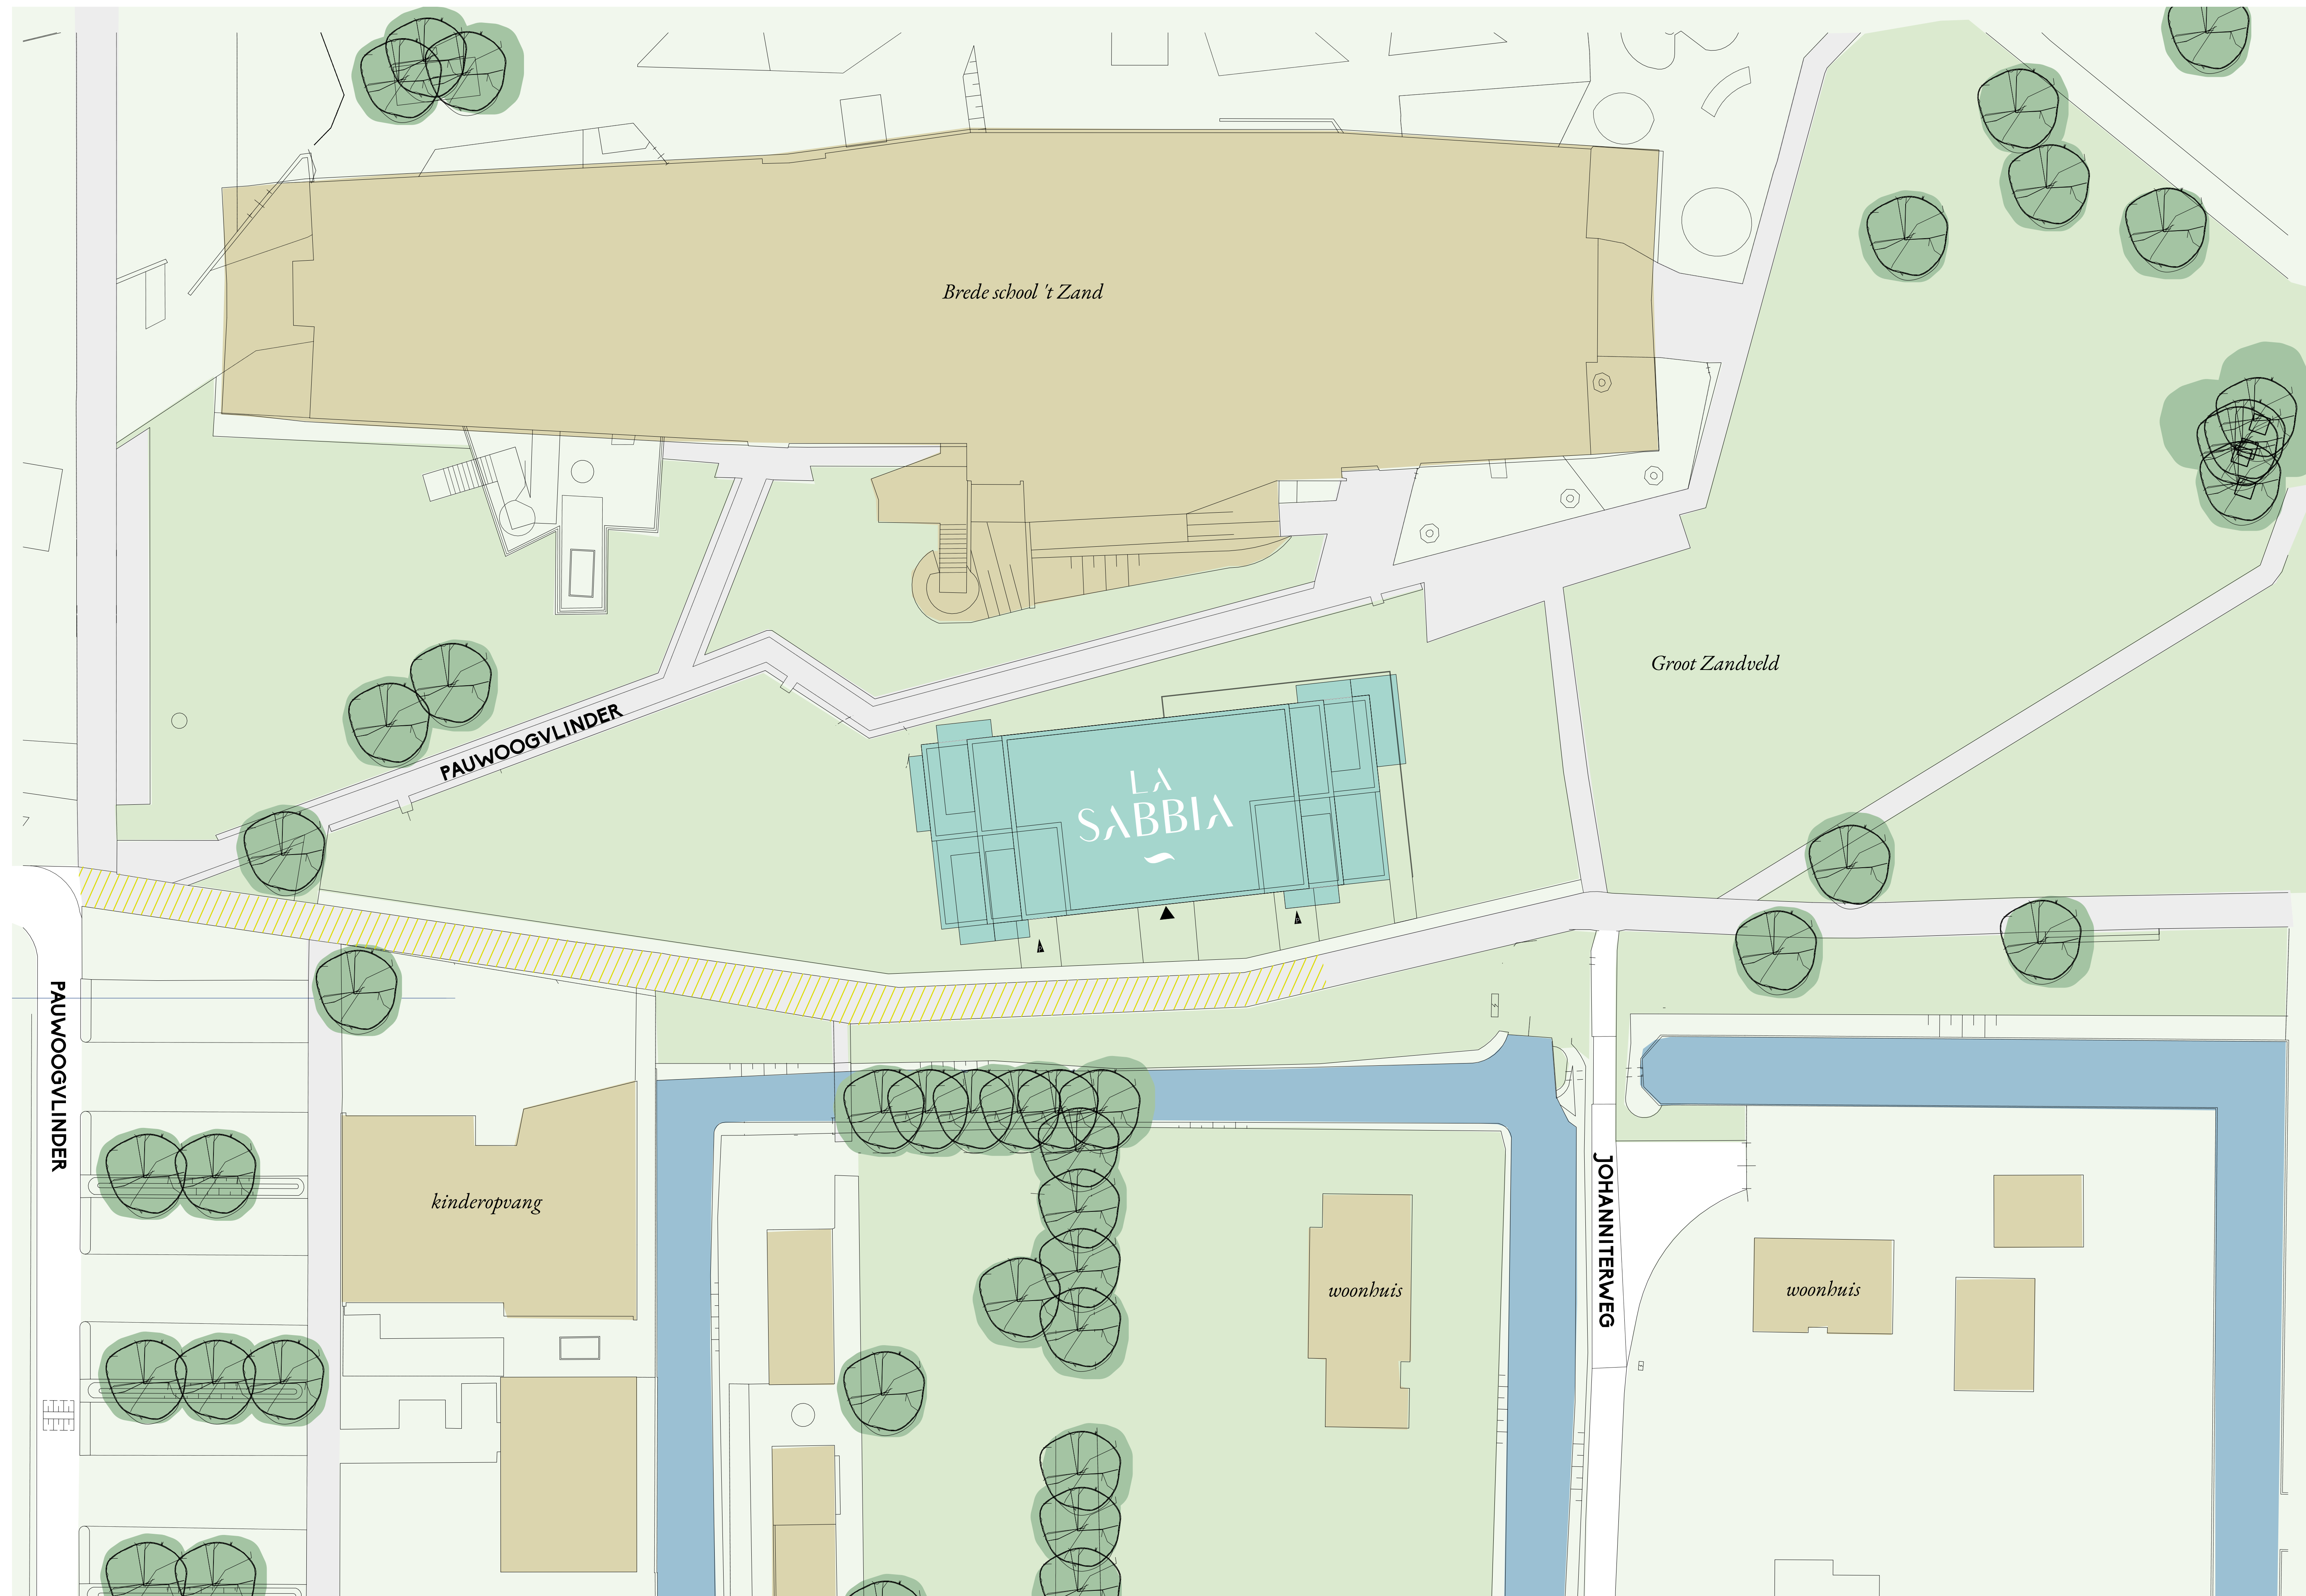 Brede school 't Zand
Groot Zandveld
PAUWOOGVLINDER
LA
SABBIA
PAUWOOGVLINDER
kinderopvang
woonhuis
JOHANNITERWEG
woonhuis